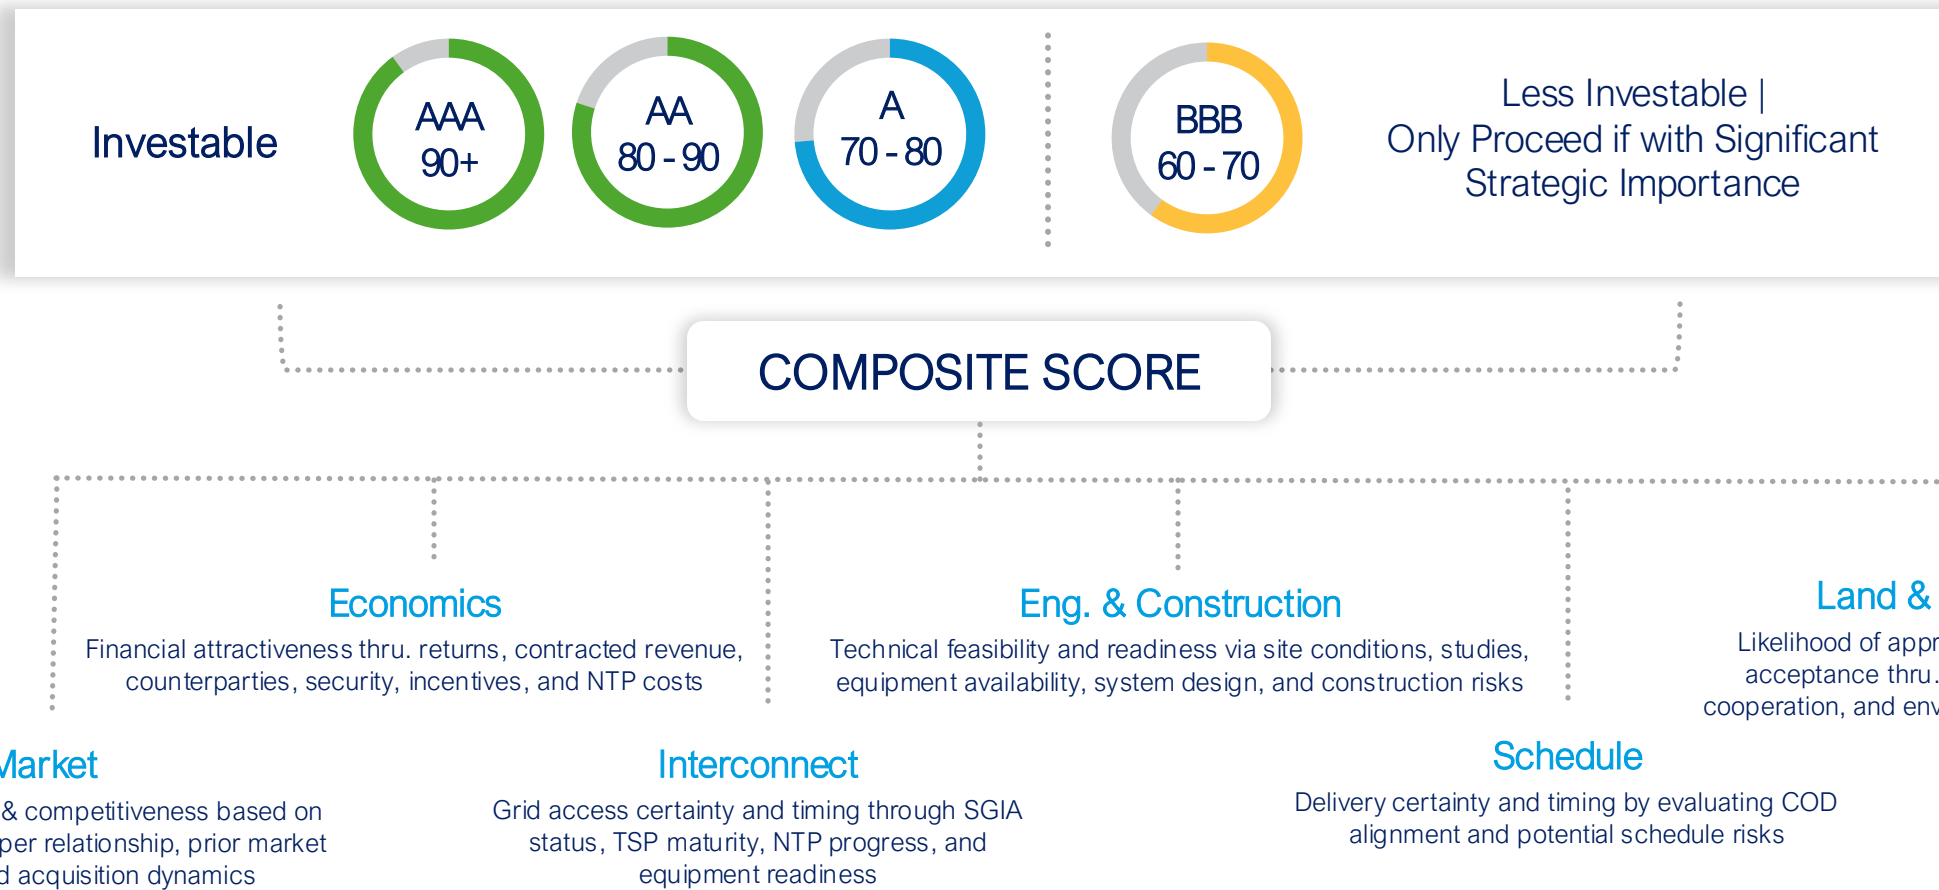 Investable
AAA
90+
AA
80 - 90
A
70 - 80
BBB
60 - 70
Less Investable |
Only Proceed if with Significant
Strategic Importance
COMPOSITE SCORE
Economics
Financial attractiveness thru. returns, contracted revenue,
counterparties, security, incentives, and NTP costs
Eng. & Construction
Technical feasibility and readiness via site conditions, studies,
equipment availability, system design, and construction risks
Land &
Likelihood of
acceptance thru.
cooperation, and
Market
& competitiveness based on
relationship, prior market
acquisition dynamics
Interconnect
Grid access certainty and timing through SGIA
status, TSP maturity, NTP progress, and
equipment readiness
Schedule
Delivery certainty and timing by evaluating COD
alignment and potential schedule risks